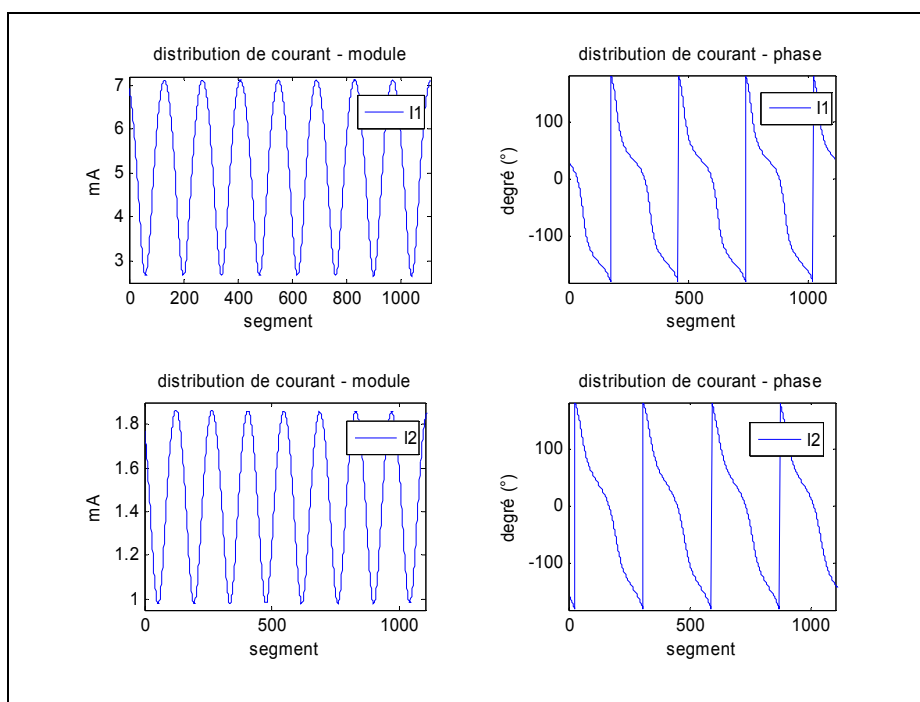 distribution de courant - module
7
6
5
4
3
mA
0 200 400 600 800 1000
segment
I1
distribution de courant - phase
100
0
-100
degré (°)
0 500 1000
segment
I1
distribution de courant - module
1.8
1.6
1.4
1.2
1
mA
0 500 1000
segment
I2
distribution de courant - phase
100
0
-100
degré (°)
0 500 1000
segment
I2